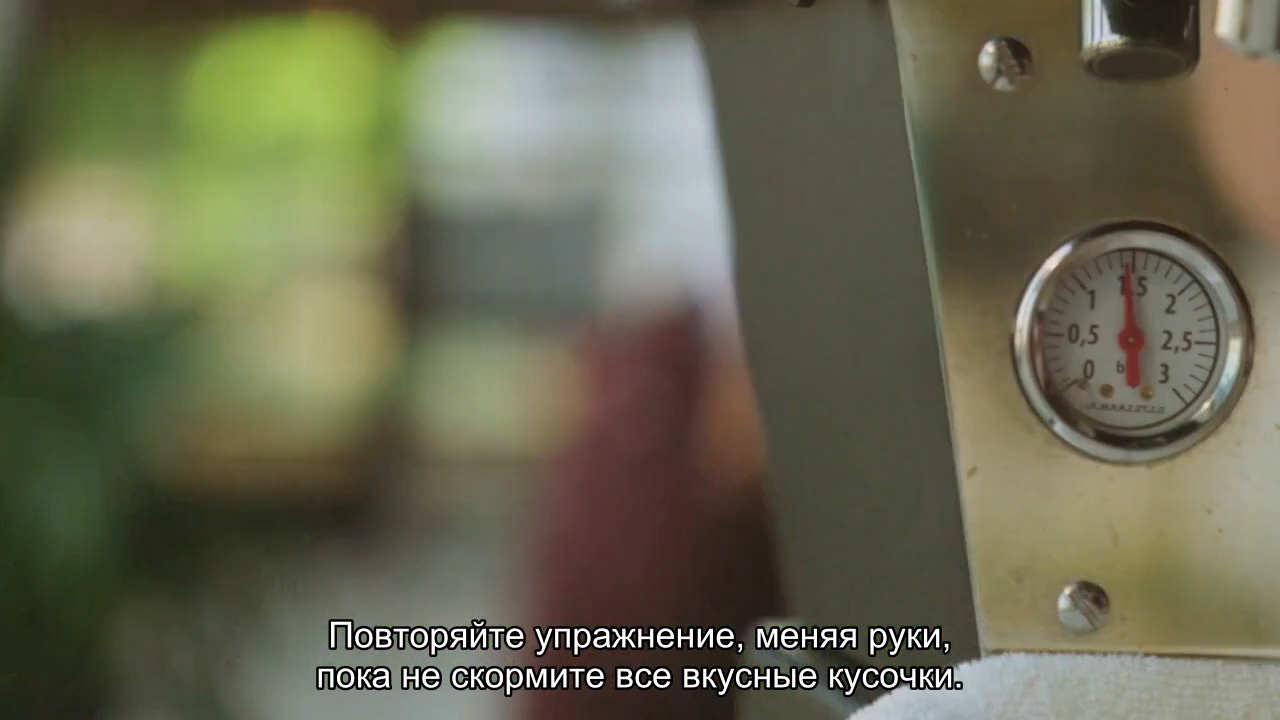 1,5
1 2
0,5 2,5
0 b 3
Повторяйте упражнение, меняя руки,
пока не скормите все вкусные кусочки.